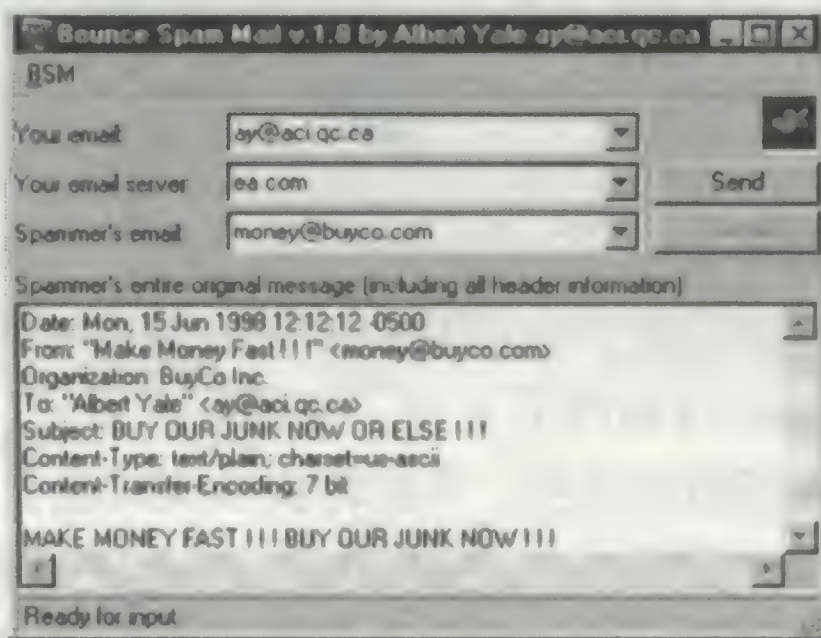 Bounce Spam Mail v.1.8 by Albert Yale ay@aci.qc.ca
BSM
Your email: ay@aci.qc.ca
Your email server: ea.com
Send
Spammer's email: money@buyco.com
Spammer's entire original message (including all header information)
Date: Mon, 15 Jun 1998 12:12:12 -0500
From: "Make Money Fast!!!" <money@buyco.com>
Organization: BuyCo Inc.
To: "Albert Yale" <ay@aci.qc.ca>
Subject: BUY OUR JUNK NOW OR ELSE !!!
Content-Type: text/plain; charset=us-ascii
Content-Transfer-Encoding: 7 bit
MAKE MONEY FAST !!! BUY OUR JUNK NOW !!!
Ready for input